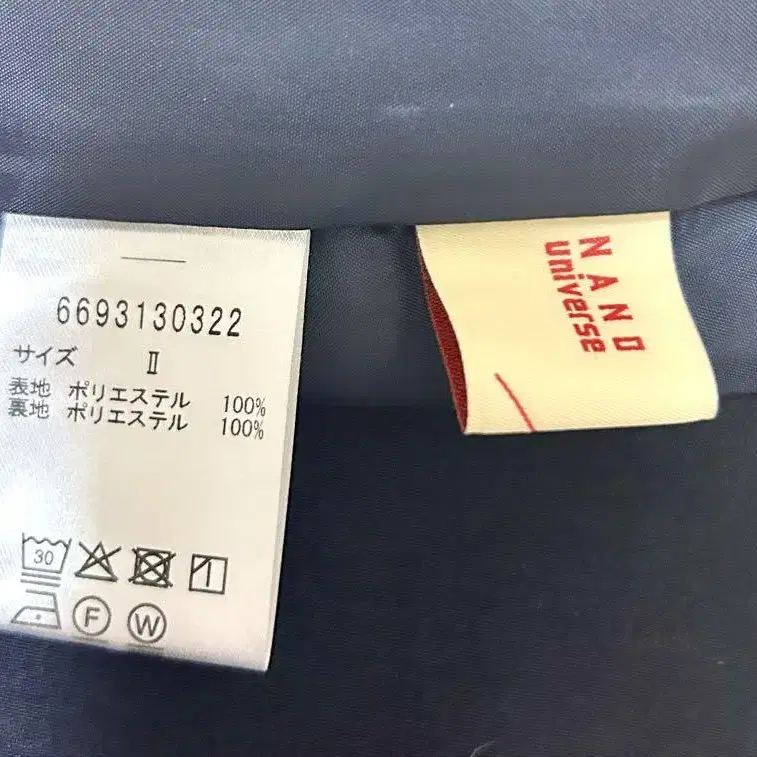 6693130322
サイズ Ⅱ
表地 ポリエステル 100%
裏地 ポリエステル 100%
30
F W
NANO
universe